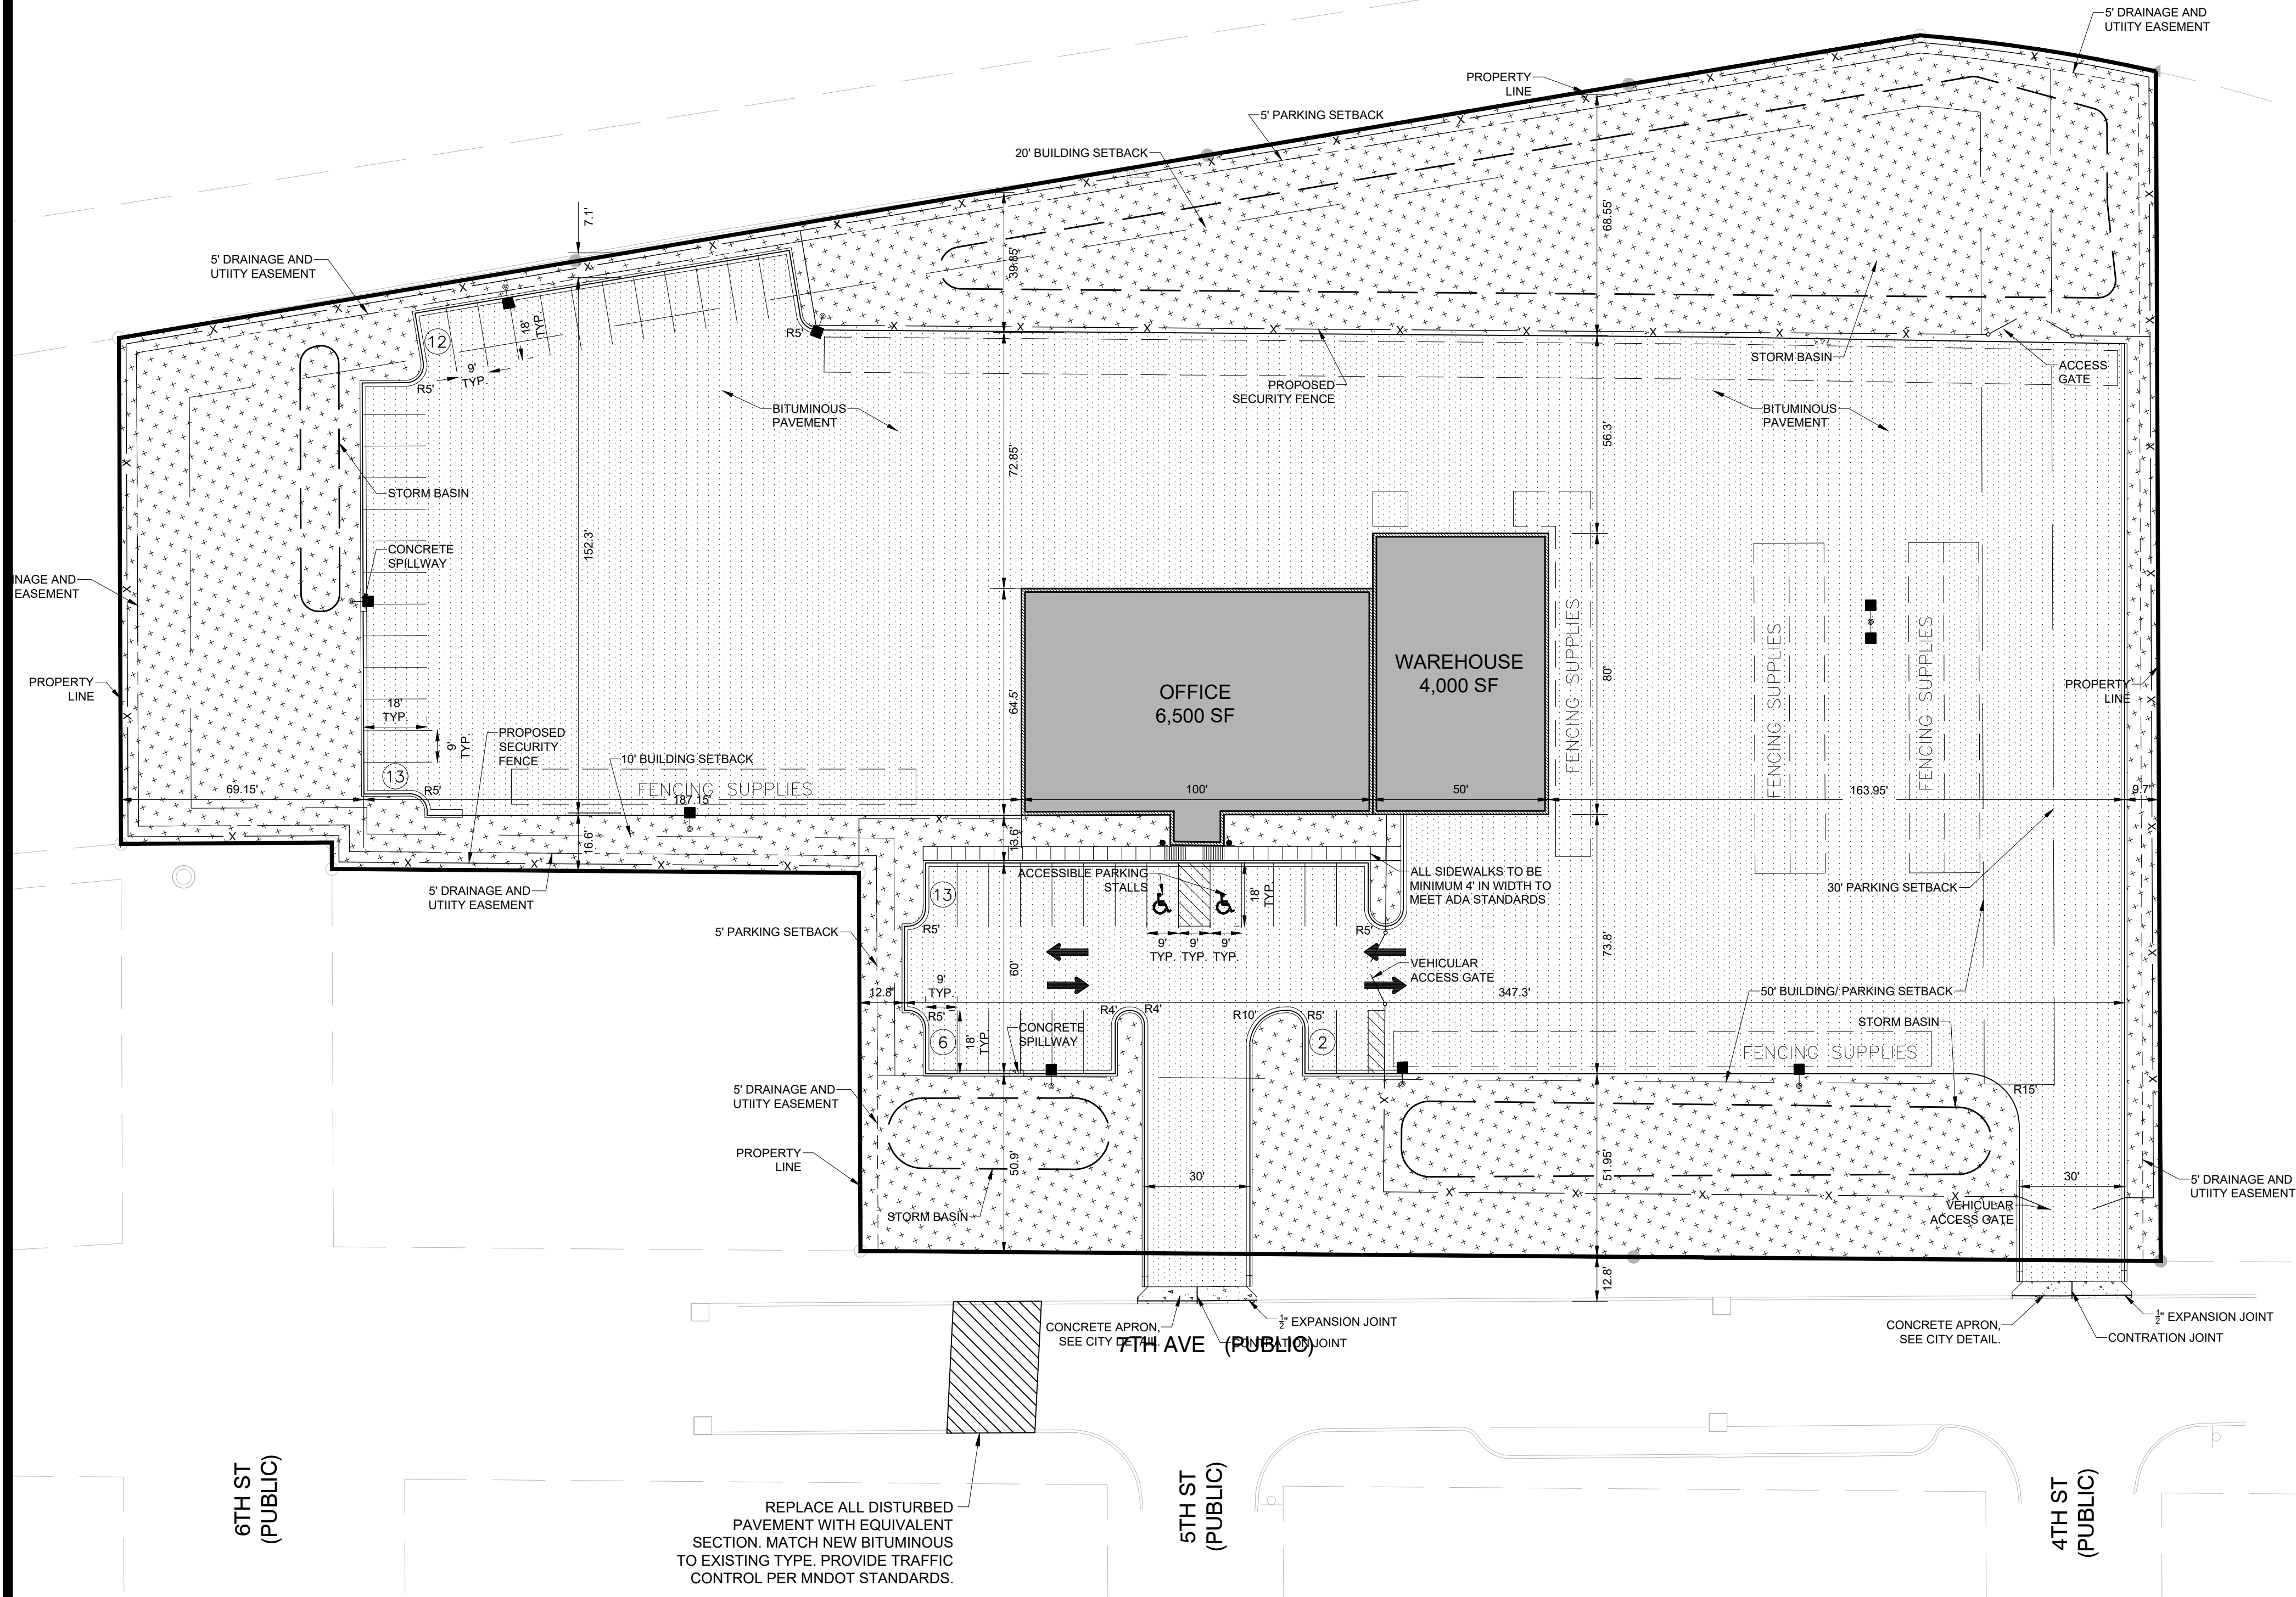 5' DRAINAGE AND
UTIITY EASEMENT
PROPERTY
LINE
5' PARKING SETBACK
20' BUILDING SETBACK
7.1'
68.55'
39.85'
5' DRAINAGE AND
UTIITY EASEMENT
18'
TYP.
12
R5'
9'
TYP.
R5'
STORM BASIN
ACCESS
GATE
PROPOSED
SECURITY FENCE
BITUMINOUS
PAVEMENT
BITUMINOUS
PAVEMENT
56.3'
72.85'
STORM BASIN
152.3'
CONCRETE
SPILLWAY
INAGE AND
EASEMENT
WAREHOUSE
4,000 SF
80'
OFFICE
6,500 SF
64.5'
FENCING SUPPLIES
FENCING SUPPLIES
FENCING SUPPLIES
PROPERTY
LINE
PROPERTY
LINE
18'
TYP.
9'
TYP.
PROPOSED
SECURITY
FENCE
10' BUILDING SETBACK
13
69.15'
R5'
FENCING SUPPLIES
187.15'
100'
50'
163.95'
9.7'
16.6'
13.6'
5' DRAINAGE AND
UTIITY EASEMENT
ACCESSIBLE PARKING
STALLS
18'
TYP.
ALL SIDEWALKS TO BE
MINIMUM 4' IN WIDTH TO
MEET ADA STANDARDS
30' PARKING SETBACK
13
5' PARKING SETBACK
R5'
R5'
9'
TYP.
9'
TYP.
9'
TYP.
73.8'
60'
VEHICULAR
ACCESS GATE
9'
TYP.
12.8'
347.3'
50' BUILDING/ PARKING SETBACK
R5'
R4'
R4'
R10'
R5'
STORM BASIN
6
18'
TYP.
CONCRETE
SPILLWAY
2
FENCING SUPPLIES
5' DRAINAGE AND
UTIITY EASEMENT
R15'
PROPERTY
LINE
50.9'
51.95'
30'
30'
5' DRAINAGE AND
UTIITY EASEMENT
STORM BASIN
VEHICULAR
ACCESS GATE
12.8'
CONCRETE APRON,
SEE CITY DETAIL.
½" EXPANSION JOINT
CONTRATION JOINT
7TH AVE (PUBLIC)
CONCRETE APRON,
SEE CITY DETAIL.
½" EXPANSION JOINT
CONTRATION JOINT
6TH ST
(PUBLIC)
5TH ST
(PUBLIC)
4TH ST
(PUBLIC)
REPLACE ALL DISTURBED
PAVEMENT WITH EQUIVALENT
SECTION. MATCH NEW BITUMINOUS
TO EXISTING TYPE. PROVIDE TRAFFIC
CONTROL PER MNDOT STANDARDS.